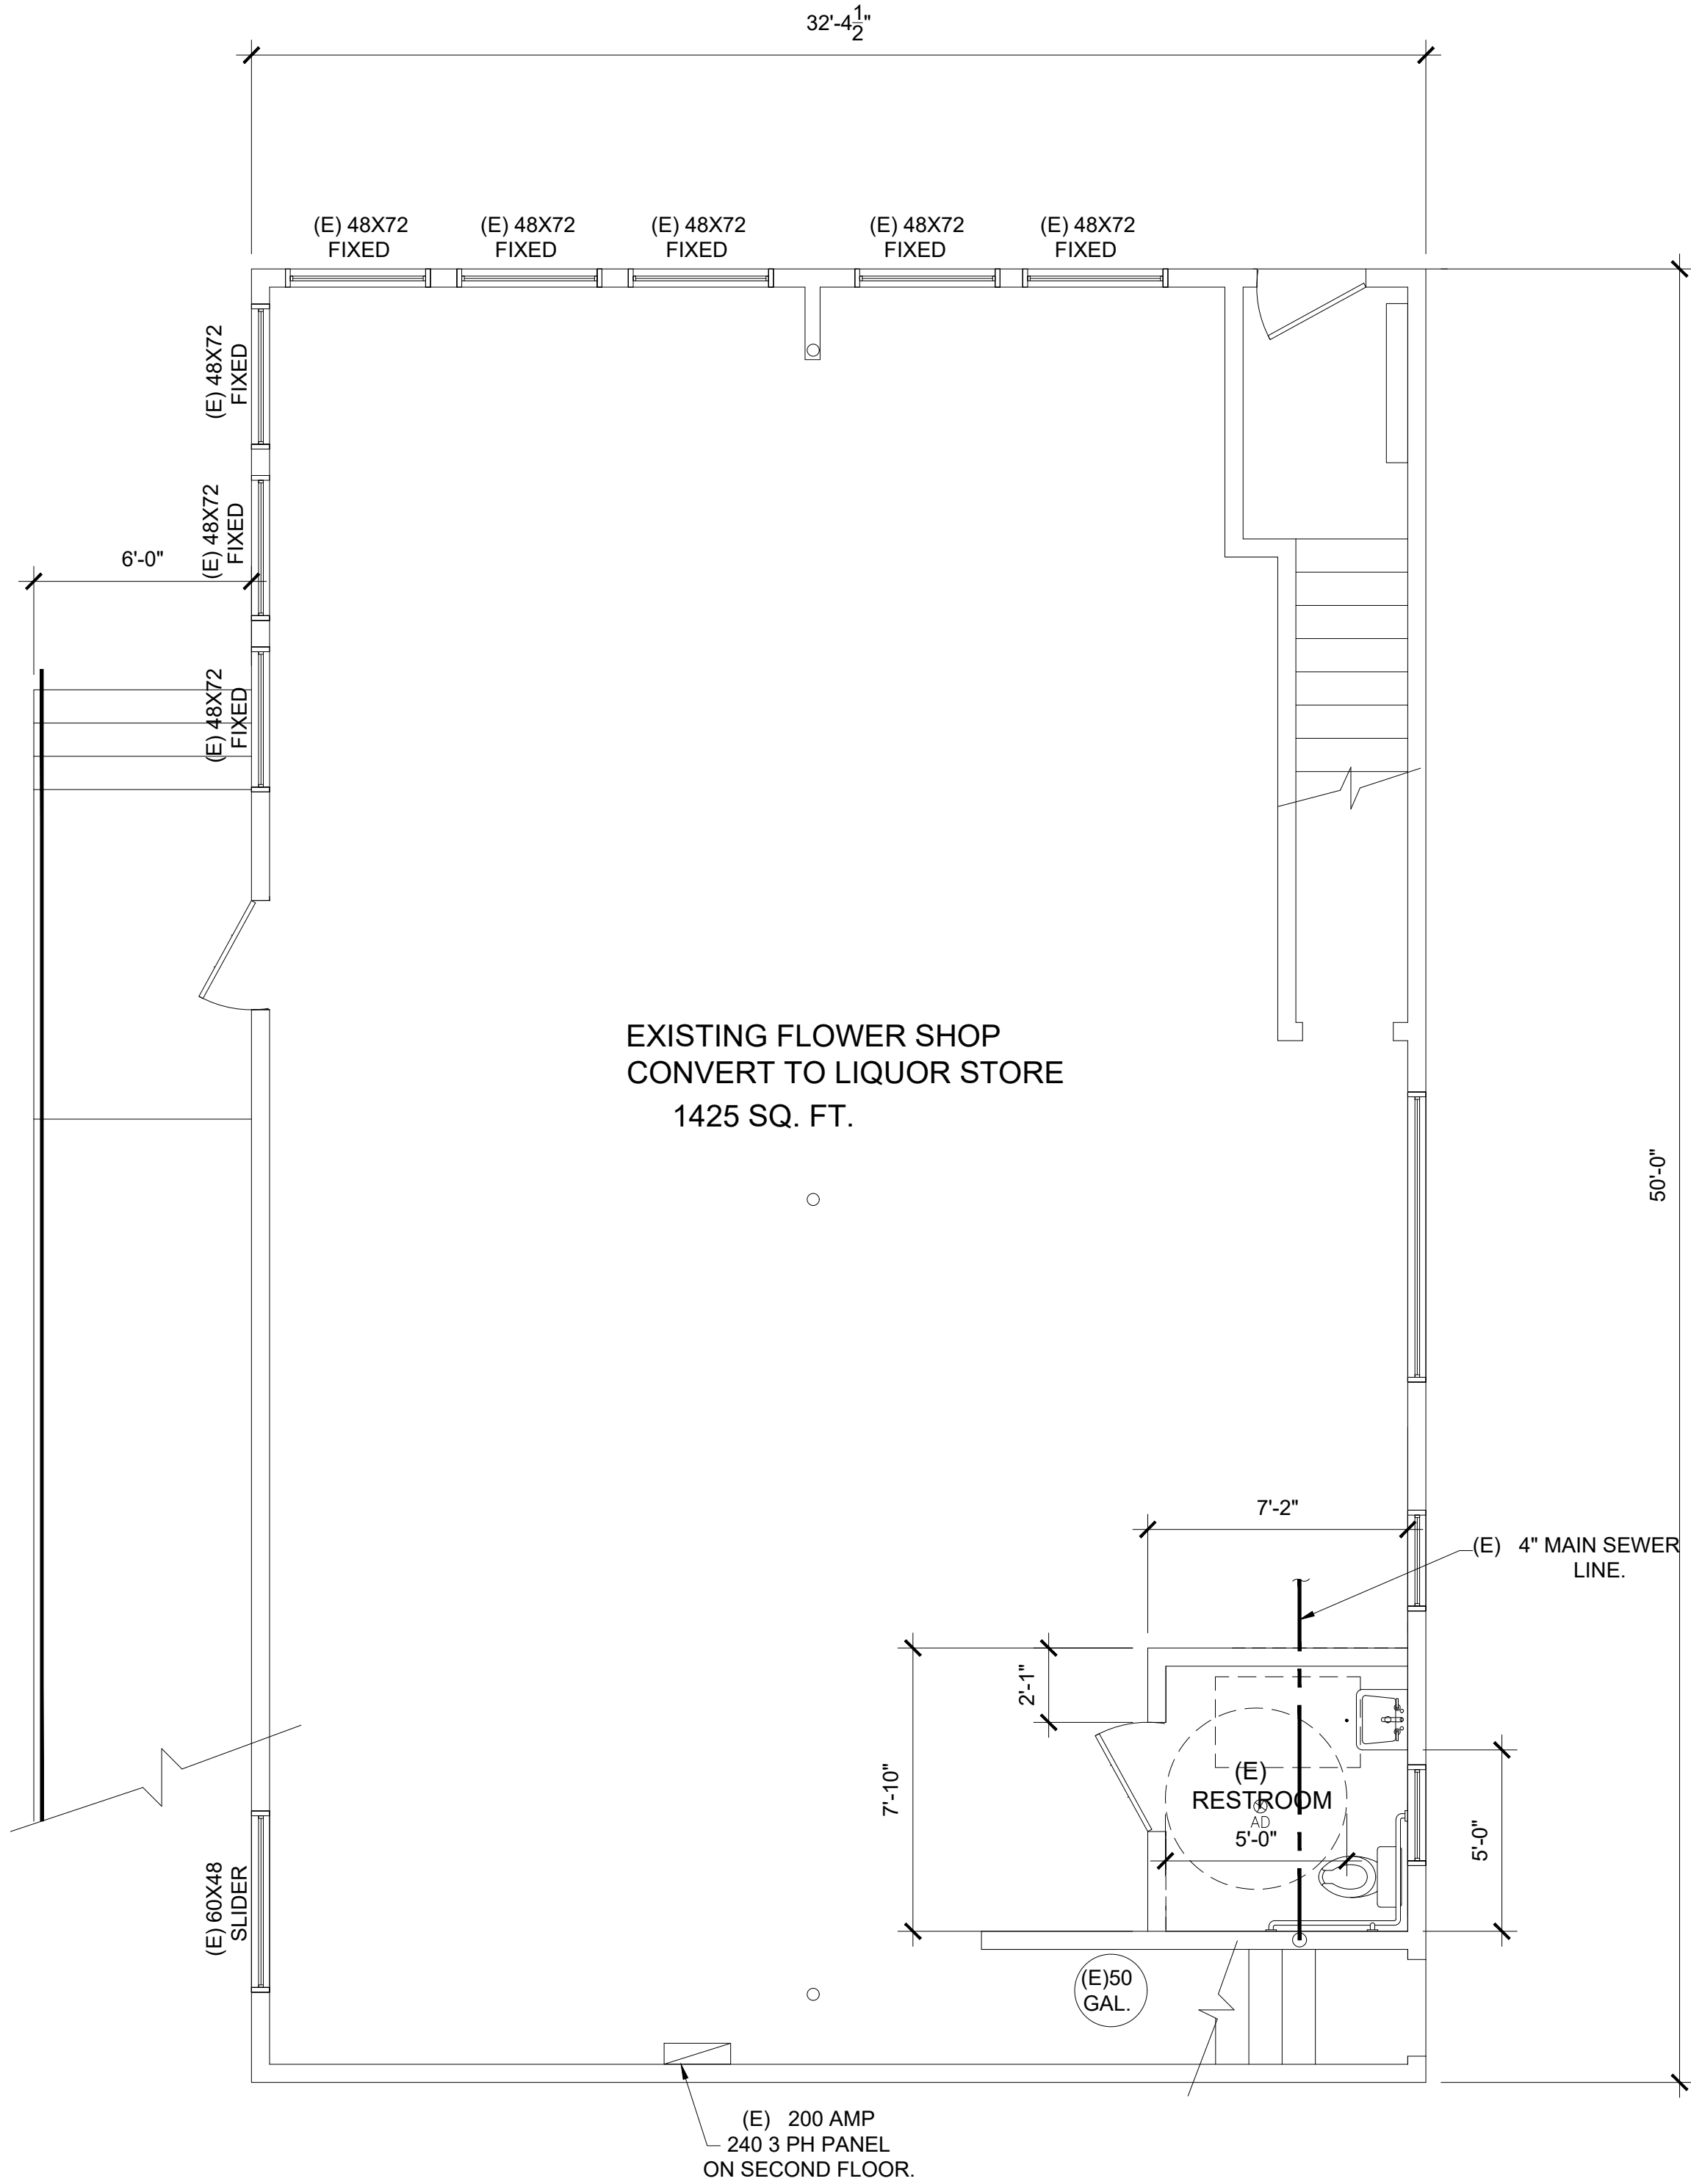 32'-4 1/2"
(E) 48X72
FIXED
(E) 48X72
FIXED
(E) 48X72
FIXED
(E) 48X72
FIXED
(E) 48X72
FIXED
(E) 48X72
FIXED
(E) 48X72
FIXED
6'-0"
(E) 48X72
FIXED
EXISTING FLOWER SHOP
CONVERT TO LIQUOR STORE
1425 SQ. FT.
50'-0"
7'-2"
(E) 4" MAIN SEWER
LINE.
2'-1"
7'-10"
(E)
RESTROOM
AD
5'-0"
5'-0"
(E) 60X48
SLIDER
(E)50
GAL.
(E) 200 AMP
240 3 PH PANEL
ON SECOND FLOOR.